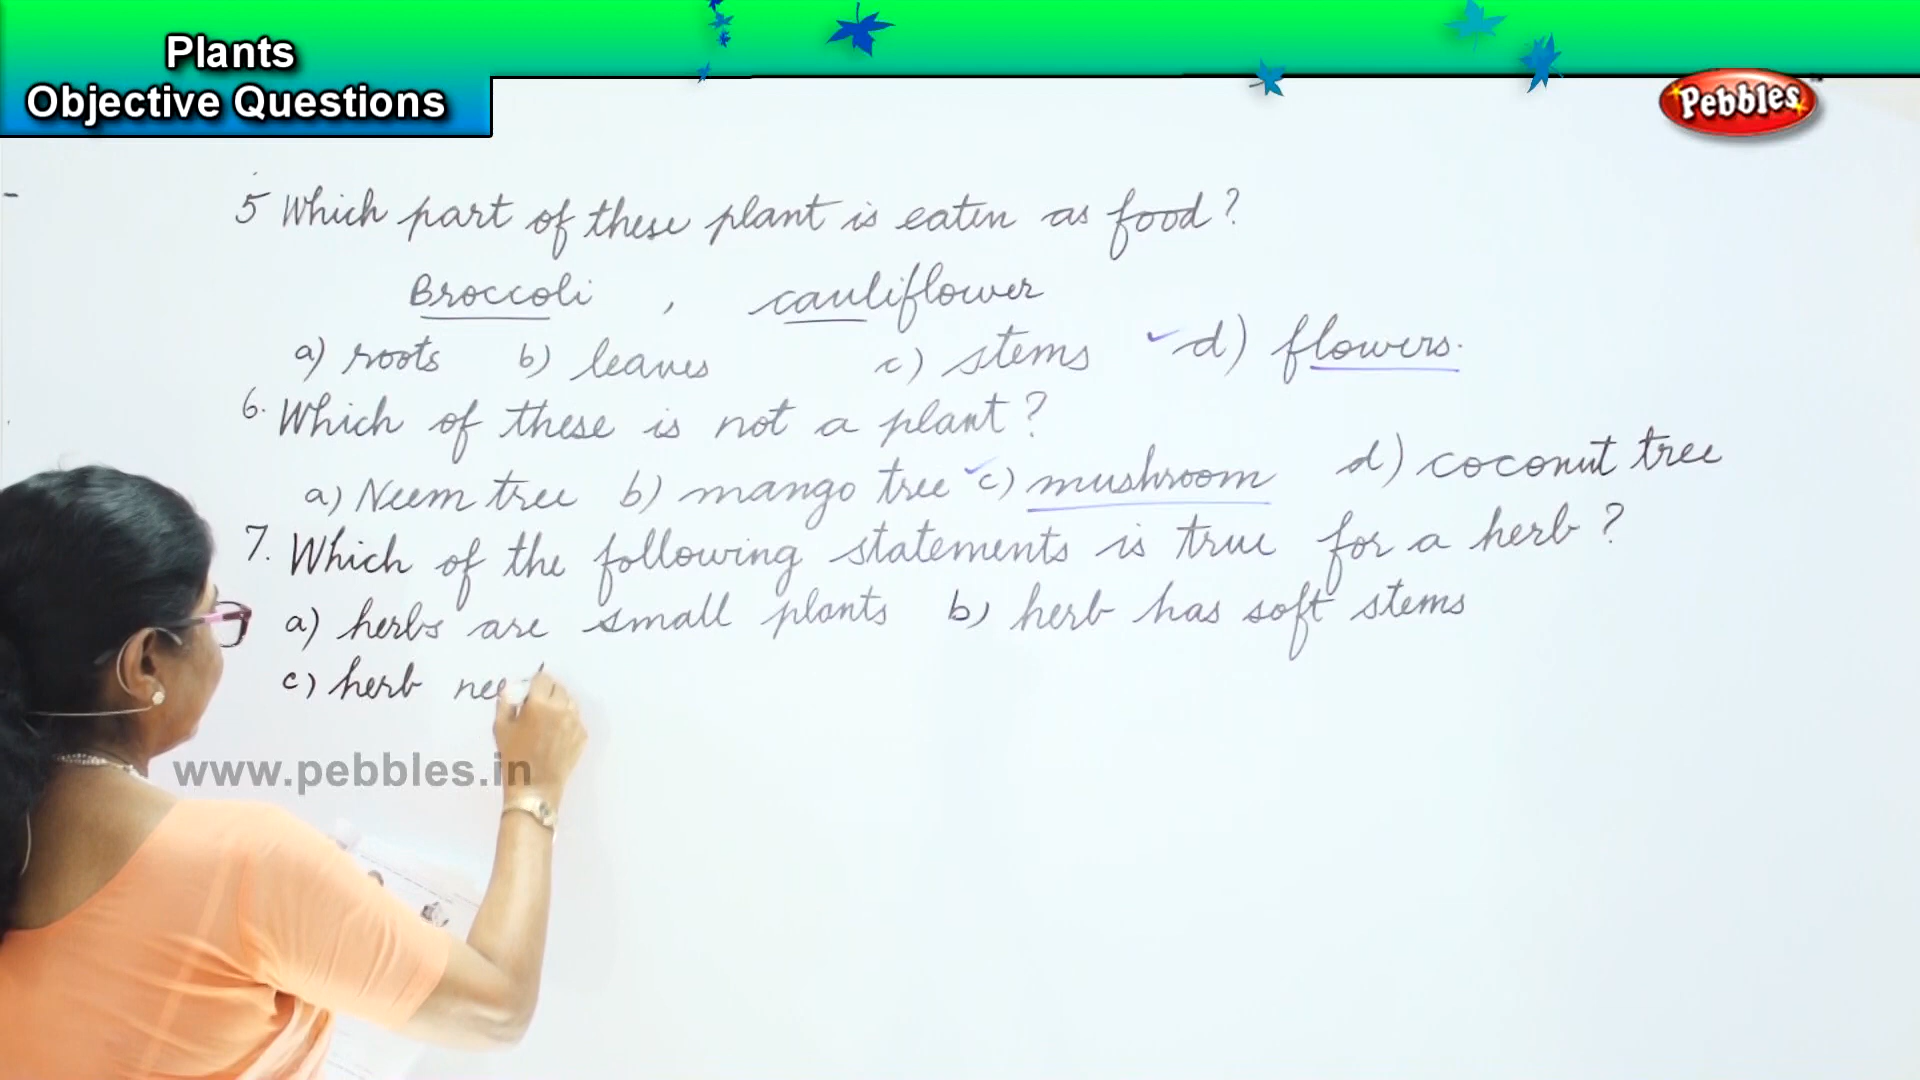 Plants
Objective Questions
Pebbles
5 Which part of these plant is eaten as food?
Broccoli , cauliflower
a) roots b) leaves c) stems d) flowers.
6. Which of these is not a plant?
a) Neem tree b) mango tree c) mushroom d) coconut tree
7. Which of the following statements is true for a herb?
a) herbs are small plants b) herb has soft stems
c) herb
www.pebbles.in